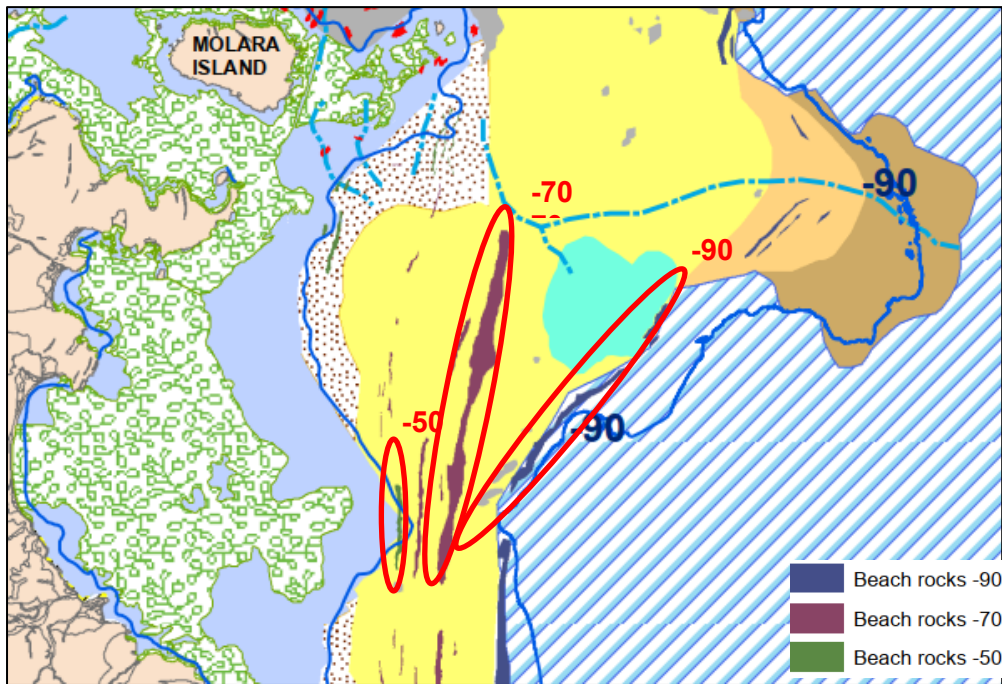 MOLARA
ISLAND
-70
-90
-90
-50
-90
Beach rocks -90
Beach rocks -70
Beach rocks -50